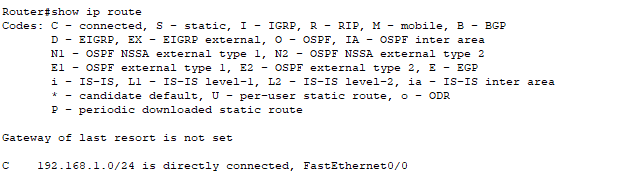 Router#show ip route
Codes: C - connected, S - static, I - IGRP, R - RIP, M - mobile, B - BGP
D - EIGRP, EX - EIGRP external, O - OSPF, IA - OSPF inter area
N1 - OSPF NSSA external type 1, N2 - OSPF NSSA external type 2
E1 - OSPF external type 1, E2 - OSPF external type 2, E - EGP
i - IS-IS, L1 - IS-IS level-1, L2 - IS-IS level-2, ia - IS-IS inter area
* - candidate default, U - per-user static route, o - ODR
P - periodic downloaded static route
Gateway of last resort is not set
C 192.168.1.0/24 is directly connected, FastEthernet0/0